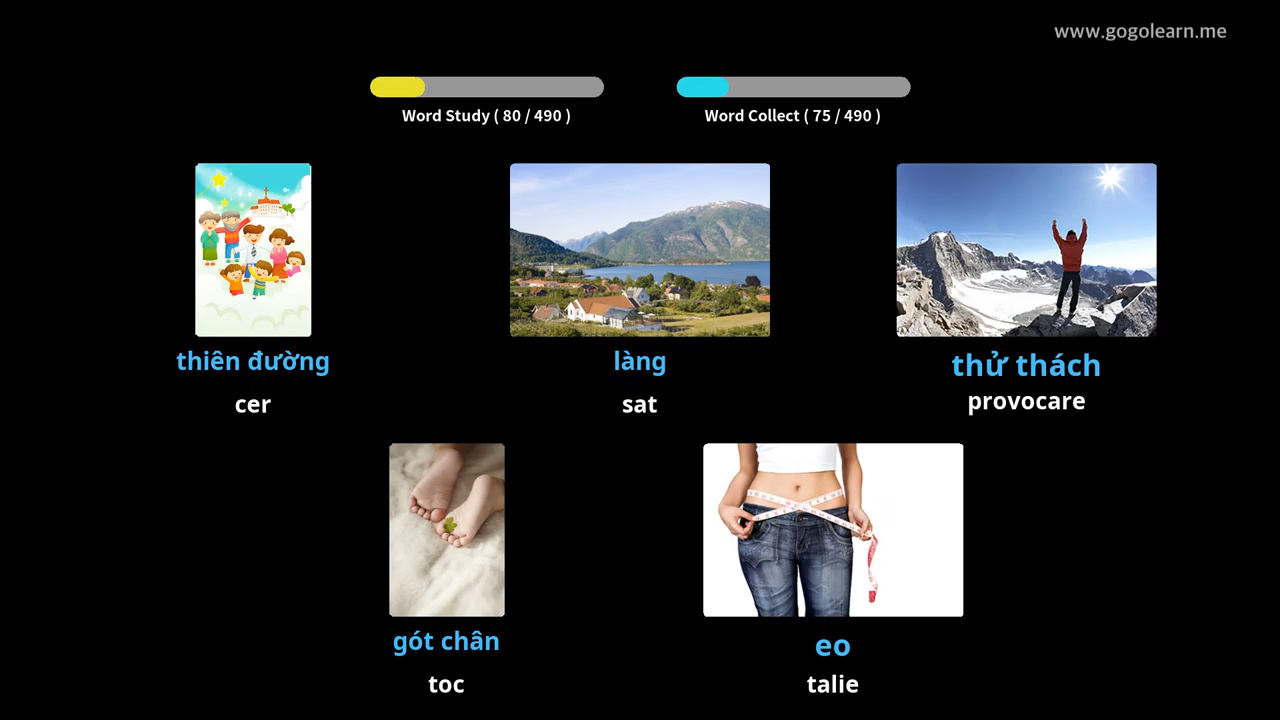 www.gogolearn.me
Word Study ( 80 / 490 )
Word Collect ( 75 / 490 )
thiên đường
làng
thử thách
cer
sat
provocare
gót chân
eo
toc
talie